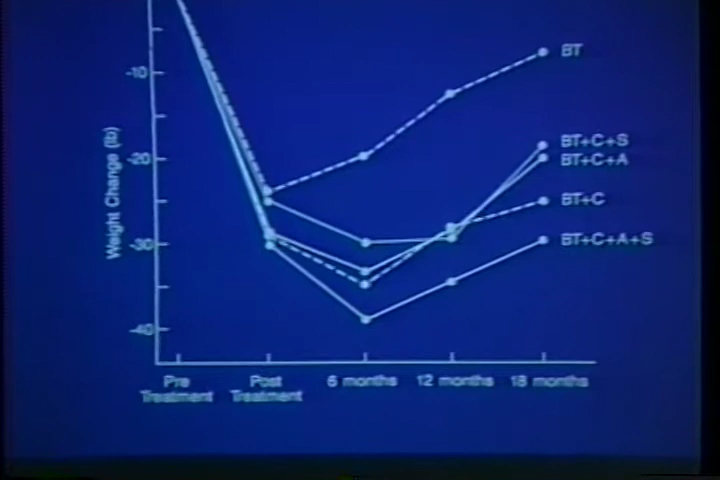 -10
BT
BT+C+S
-20
BT+C+A
BT+C
Weight Change (lb)
BT+C+A+S
-30
-40
Pre Treatment
Post Treatment
6 months
12 months
18 months